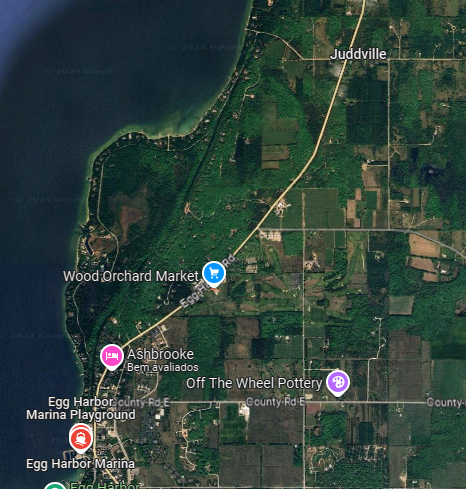 Juddville
Wood Orchard Market
Ashbrooke
Bem avaliados
Off The Wheel Pottery
Egg Harbor
Marina Playground
County Rd E
County Rd E
County
Egg Harbor Marina
Egg Harbor